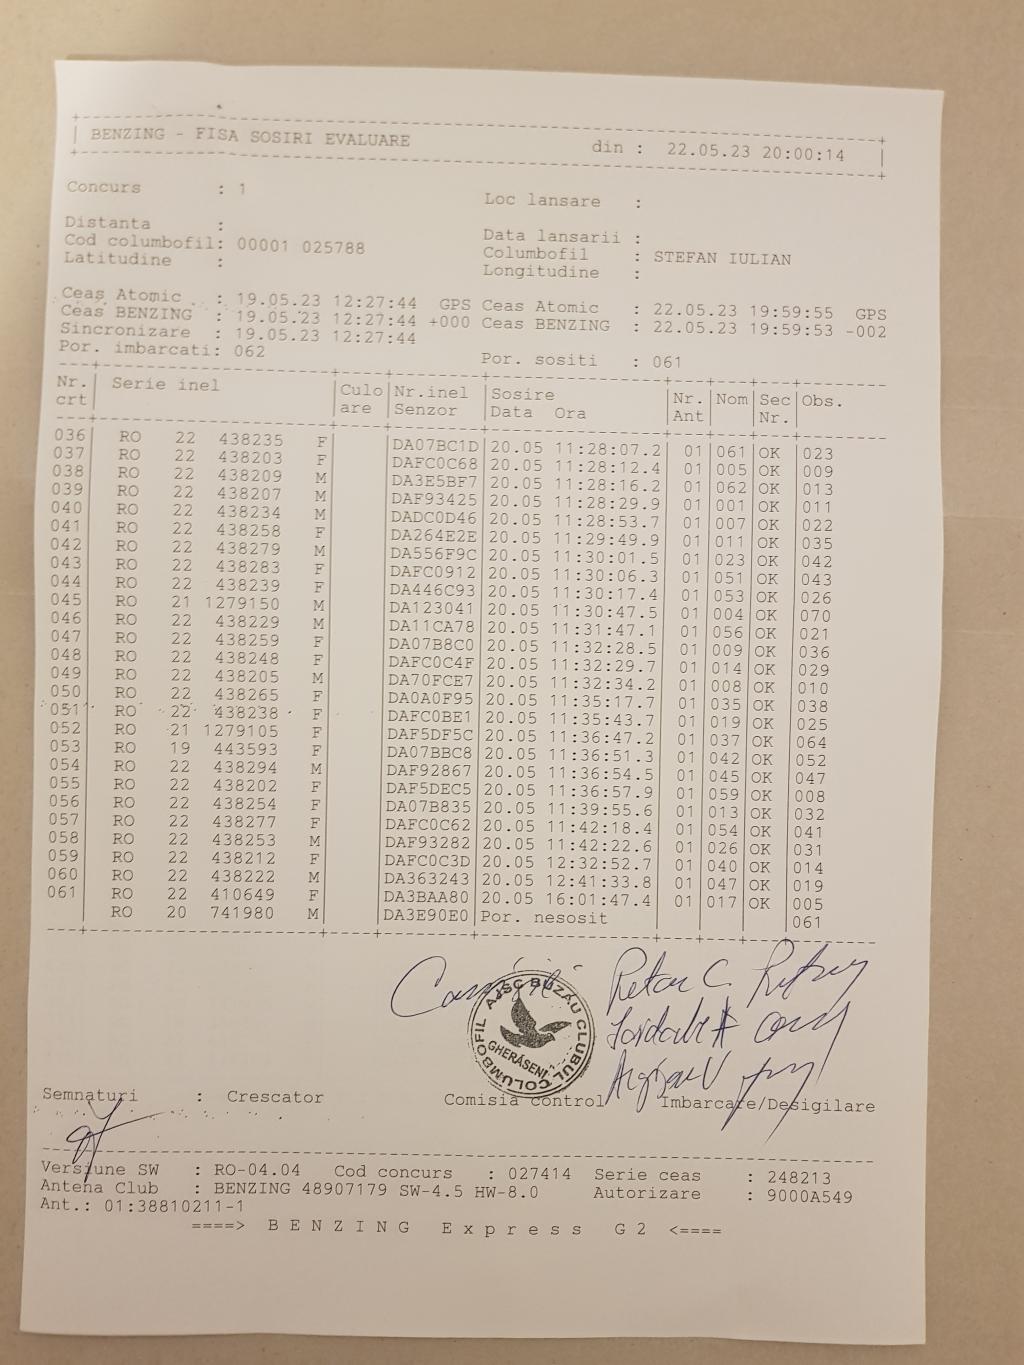 BENZING - FISA SOSIRI EVALUARE din : 22.05.23 20:00:14
Concurs : 1 Loc lansare :
Distanta : Data lansarii :
Cod columbofil: 00001 025788 Columbofil : STEFAN IULIAN
Latitudine : Longitudine :
Ceas Atomic : 19.05.23 12:27:44 GPS Ceas Atomic : 22.05.23 19:59:55 GPS
Ceas BENZING : 19.05.23 12:27:44 +000 Ceas BENZING : 22.05.23 19:59:53 -002
Sincronizare : 19.05.23 12:27:44
Por. imbarcati: 062 Por. sositi : 061
Nr. Serie inel Culo Nr.inel Sosire Nr. Nom Sec Obs.
crt are Senzor Data Ora Ant Nr.
036 RO 22 438235 F DA07BC1D 20.05 11:28:07.2 01 061 OK 023
037 RO 22 438203 F DAFC0C68 20.05 11:28:12.4 01 005 OK 009
038 RO 22 438209 M DA3E5BF7 20.05 11:28:16.2 01 062 OK 013
039 RO 22 438207 M DAF93425 20.05 11:28:29.9 01 001 OK 011
040 RO 22 438234 M DADC0D46 20.05 11:28:53.7 01 007 OK 022
041 RO 22 438258 F DA264E2E 20.05 11:29:49.9 01 011 OK 035
042 RO 22 438279 M DA556F9C 20.05 11:30:01.5 01 023 OK 042
043 RO 22 438283 F DAFC0912 20.05 11:30:06.3 01 051 OK 043
044 RO 22 438239 F DA446C93 20.05 11:30:17.4 01 053 OK 026
045 RO 21 1279150 M DA123041 20.05 11:30:47.5 01 004 OK 070
046 RO 22 438229 M DA11CA78 20.05 11:31:47.1 01 056 OK 021
047 RO 22 438259 F DA07B8C0 20.05 11:32:28.5 01 009 OK 036
048 RO 22 438248 F DAFC0C4F 20.05 11:32:29.7 01 014 OK 029
049 RO 22 438205 M DA70FCE7 20.05 11:32:34.2 01 008 OK 010
050 RO 22 438265 F DA0A0F95 20.05 11:35:17.7 01 035 OK 038
051 RO 22 438238 F DAFC0BE1 20.05 11:35:43.7 01 019 OK 025
052 RO 21 1279105 F DAF5DF5C 20.05 11:36:47.2 01 037 OK 064
053 RO 19 443593 F DA07BBC8 20.05 11:36:51.3 01 042 OK 052
054 RO 22 438294 M DAF92867 20.05 11:36:54.5 01 045 OK 047
055 RO 22 438202 F DAF5DEC5 20.05 11:36:57.9 01 059 OK 008
056 RO 22 438254 F DA07B835 20.05 11:39:55.6 01 013 OK 032
057 RO 22 438277 F DAFC0C62 20.05 11:42:18.4 01 054 OK 041
058 RO 22 438253 M DAF93282 20.05 11:42:22.6 01 026 OK 031
059 RO 22 438212 F DAFC0C3D 20.05 12:32:52.7 01 040 OK 014
060 RO 22 438222 M DA363243 20.05 12:41:33.8 01 047 OK 019
061 RO 22 410649 F DA3BAA80 20.05 16:01:47.4 01 017 OK 005
RO 20 741980 M DA3E90E0 Por. nesosit 061
AJSC BUZAU CLUBUL COLUMBOFIL
GHERĂSENI
Semnaturi : Crescator Comisia control Imbarcare/Desigilare
Versiune SW : RO-04.04 Cod concurs : 027414 Serie ceas : 248213
Antena Club : BENZING 48907179 SW-4.5 HW-8.0 Autorizare : 9000A549
Ant.: 01:38810211-1
====> B E N Z I N G E x p r e s s G 2 <====